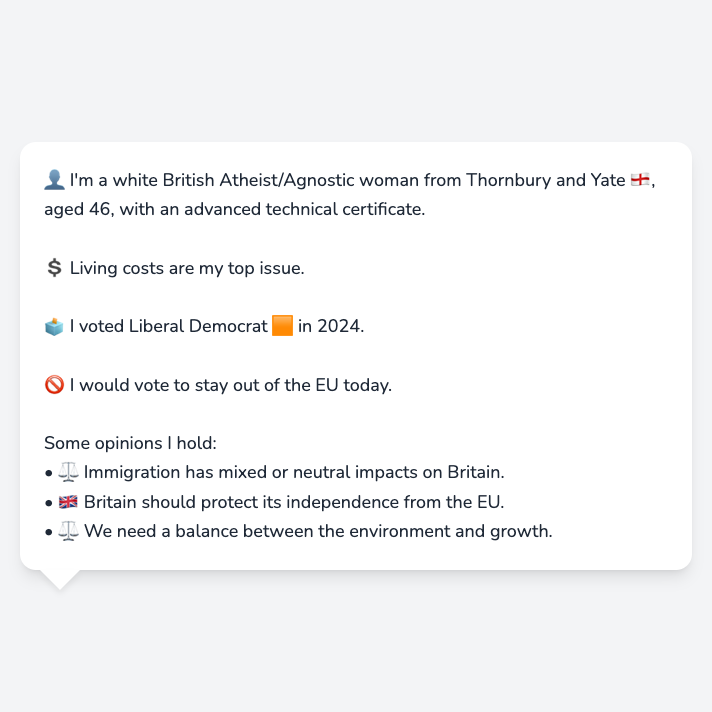 👤 I'm a white British Atheist/Agnostic woman from Thornbury and Yate 🏴󠁧󠁢󠁥󠁮󠁧󠁿,
aged 46, with an advanced technical certificate.
💲 Living costs are my top issue.
🗳️ I voted Liberal Democrat 🟧 in 2024.
🚫 I would vote to stay out of the EU today.
Some opinions I hold:
• ⚖️ Immigration has mixed or neutral impacts on Britain.
• 🇬🇧 Britain should protect its independence from the EU.
• ⚖️ We need a balance between the environment and growth.